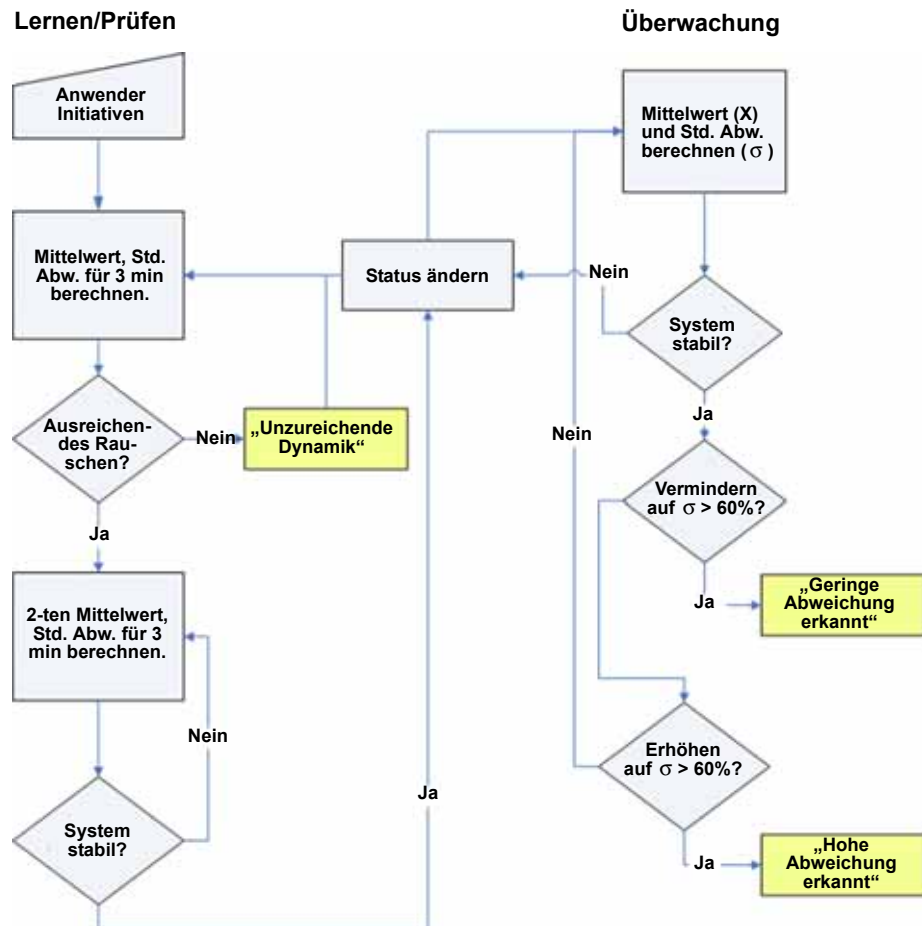 Lernen/Prüfen
Überwachung
Anwender
Initiativen
Mittelwert (X)
und Std. Abw.
berechnen ( σ )
Mittelwert, Std.
Abw. für 3 min
berechnen.
Status ändern
Nein
System
stabil?
Ja
Ausreichen-
des Rau-
schen?
Nein
„Unzureichende
Dynamik“
Nein
Vermindern
auf σ > 60%?
Ja
Ja
„Geringe
Abweichung
erkannt“
2-ten Mittelwert,
Std. Abw. für 3
min berechnen.
Nein
Erhöhen
auf σ > 60%?
Ja
System
stabil?
Ja
„Hohe
Abweichung
erkannt“